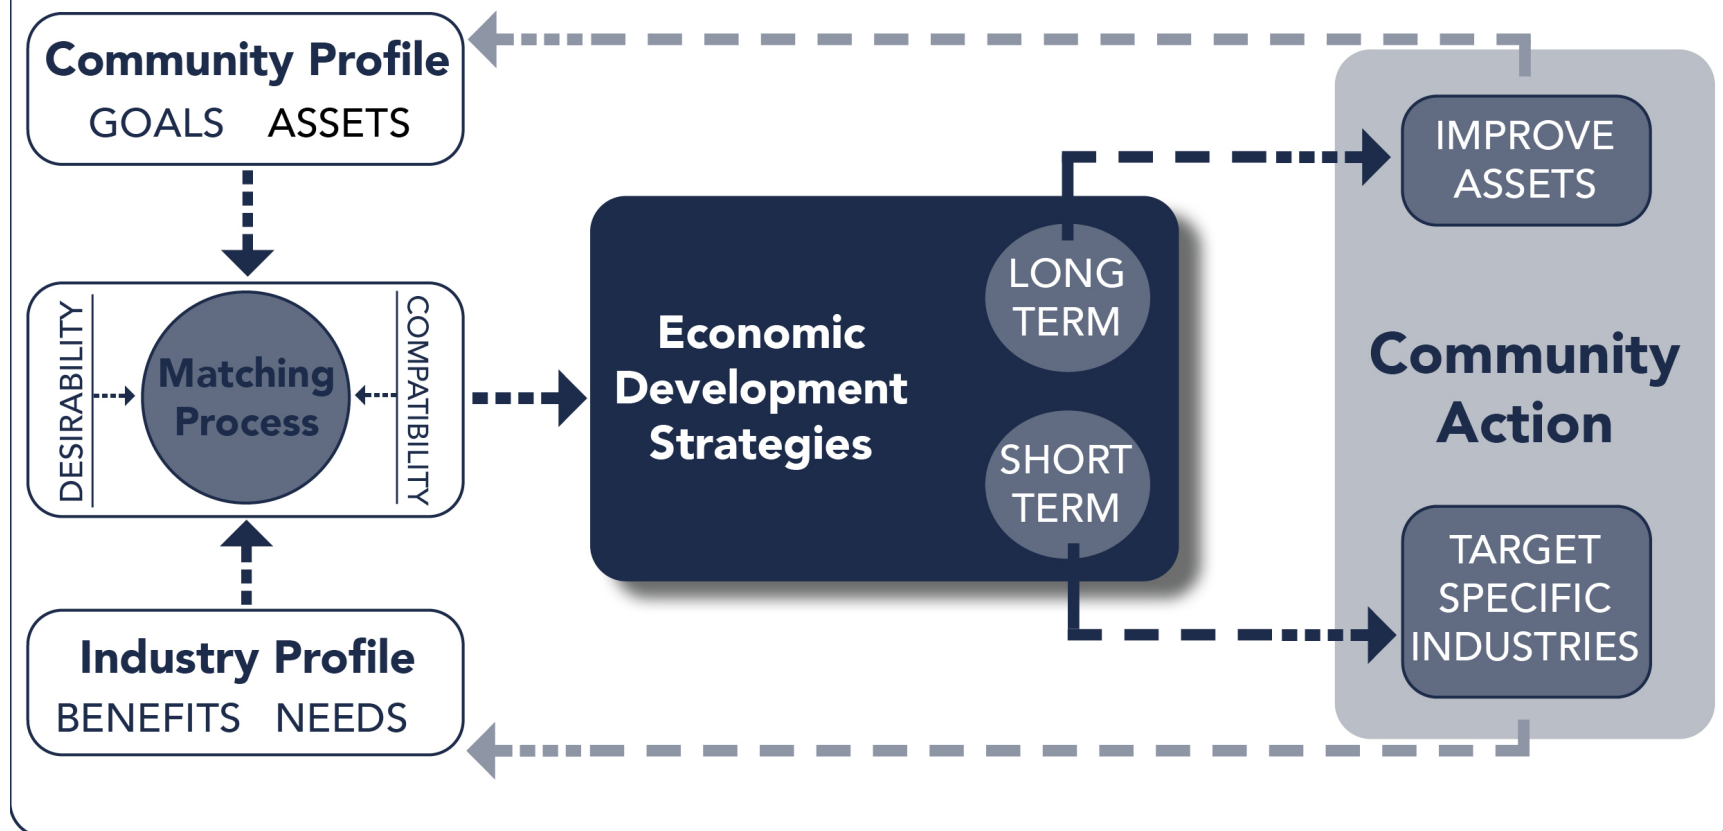 Community Profile
GOALS ASSETS
DESIRABILITY
Matching
Process
COMPATIBILITY
Industry Profile
BENEFITS NEEDS
Economic
Development
Strategies
LONG
TERM
SHORT
TERM
IMPROVE
ASSETS
Community
Action
TARGET
SPECIFIC
INDUSTRIES